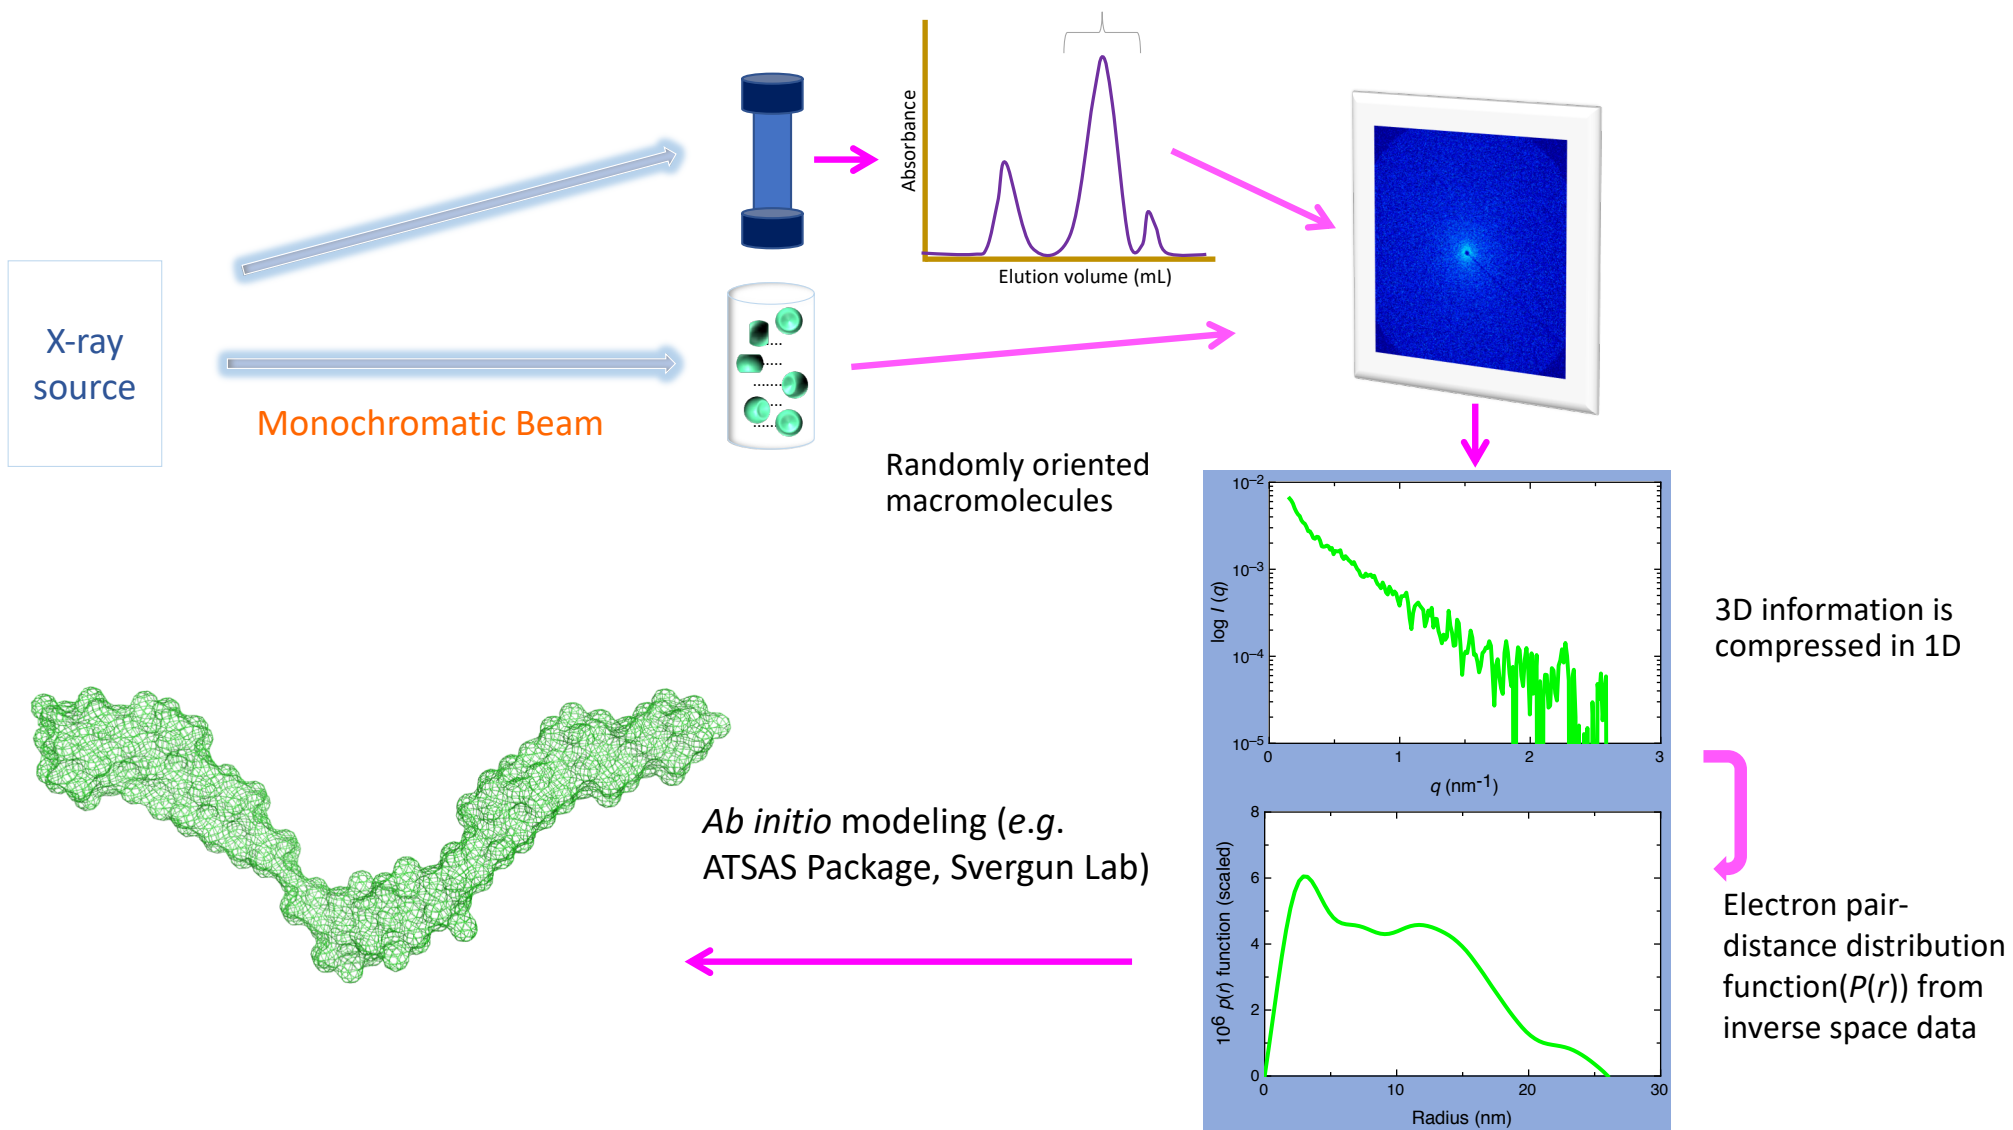 X-ray
source
Monochromatic Beam
Absorbance
Elution volume (mL)
Randomly oriented
macromolecules
10–2
10–3
10–4
10–5
log I (q)
0
1
2
3
q (nm-1)
3D information is
compressed in 1D
8
6
4
2
0
10^6 p(r) function (scaled)
0
10
20
30
Radius (nm)
Electron pair-
distance distribution
function(P(r)) from
inverse space data
Ab initio modeling (e.g.
ATSAS Package, Svergun Lab)